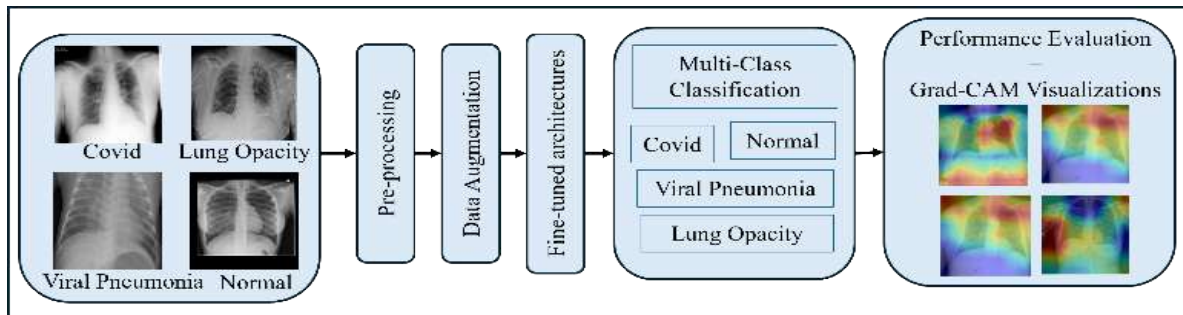 Covid
Lung Opacity
Viral Pneumonia
Normal
Pre-processing
Data Augmentation
Fine-tuned architectures
Multi-Class
Classification
Covid
Normal
Viral Pneumonia
Lung Opacity
Performance Evaluation
Grad-CAM Visualizations